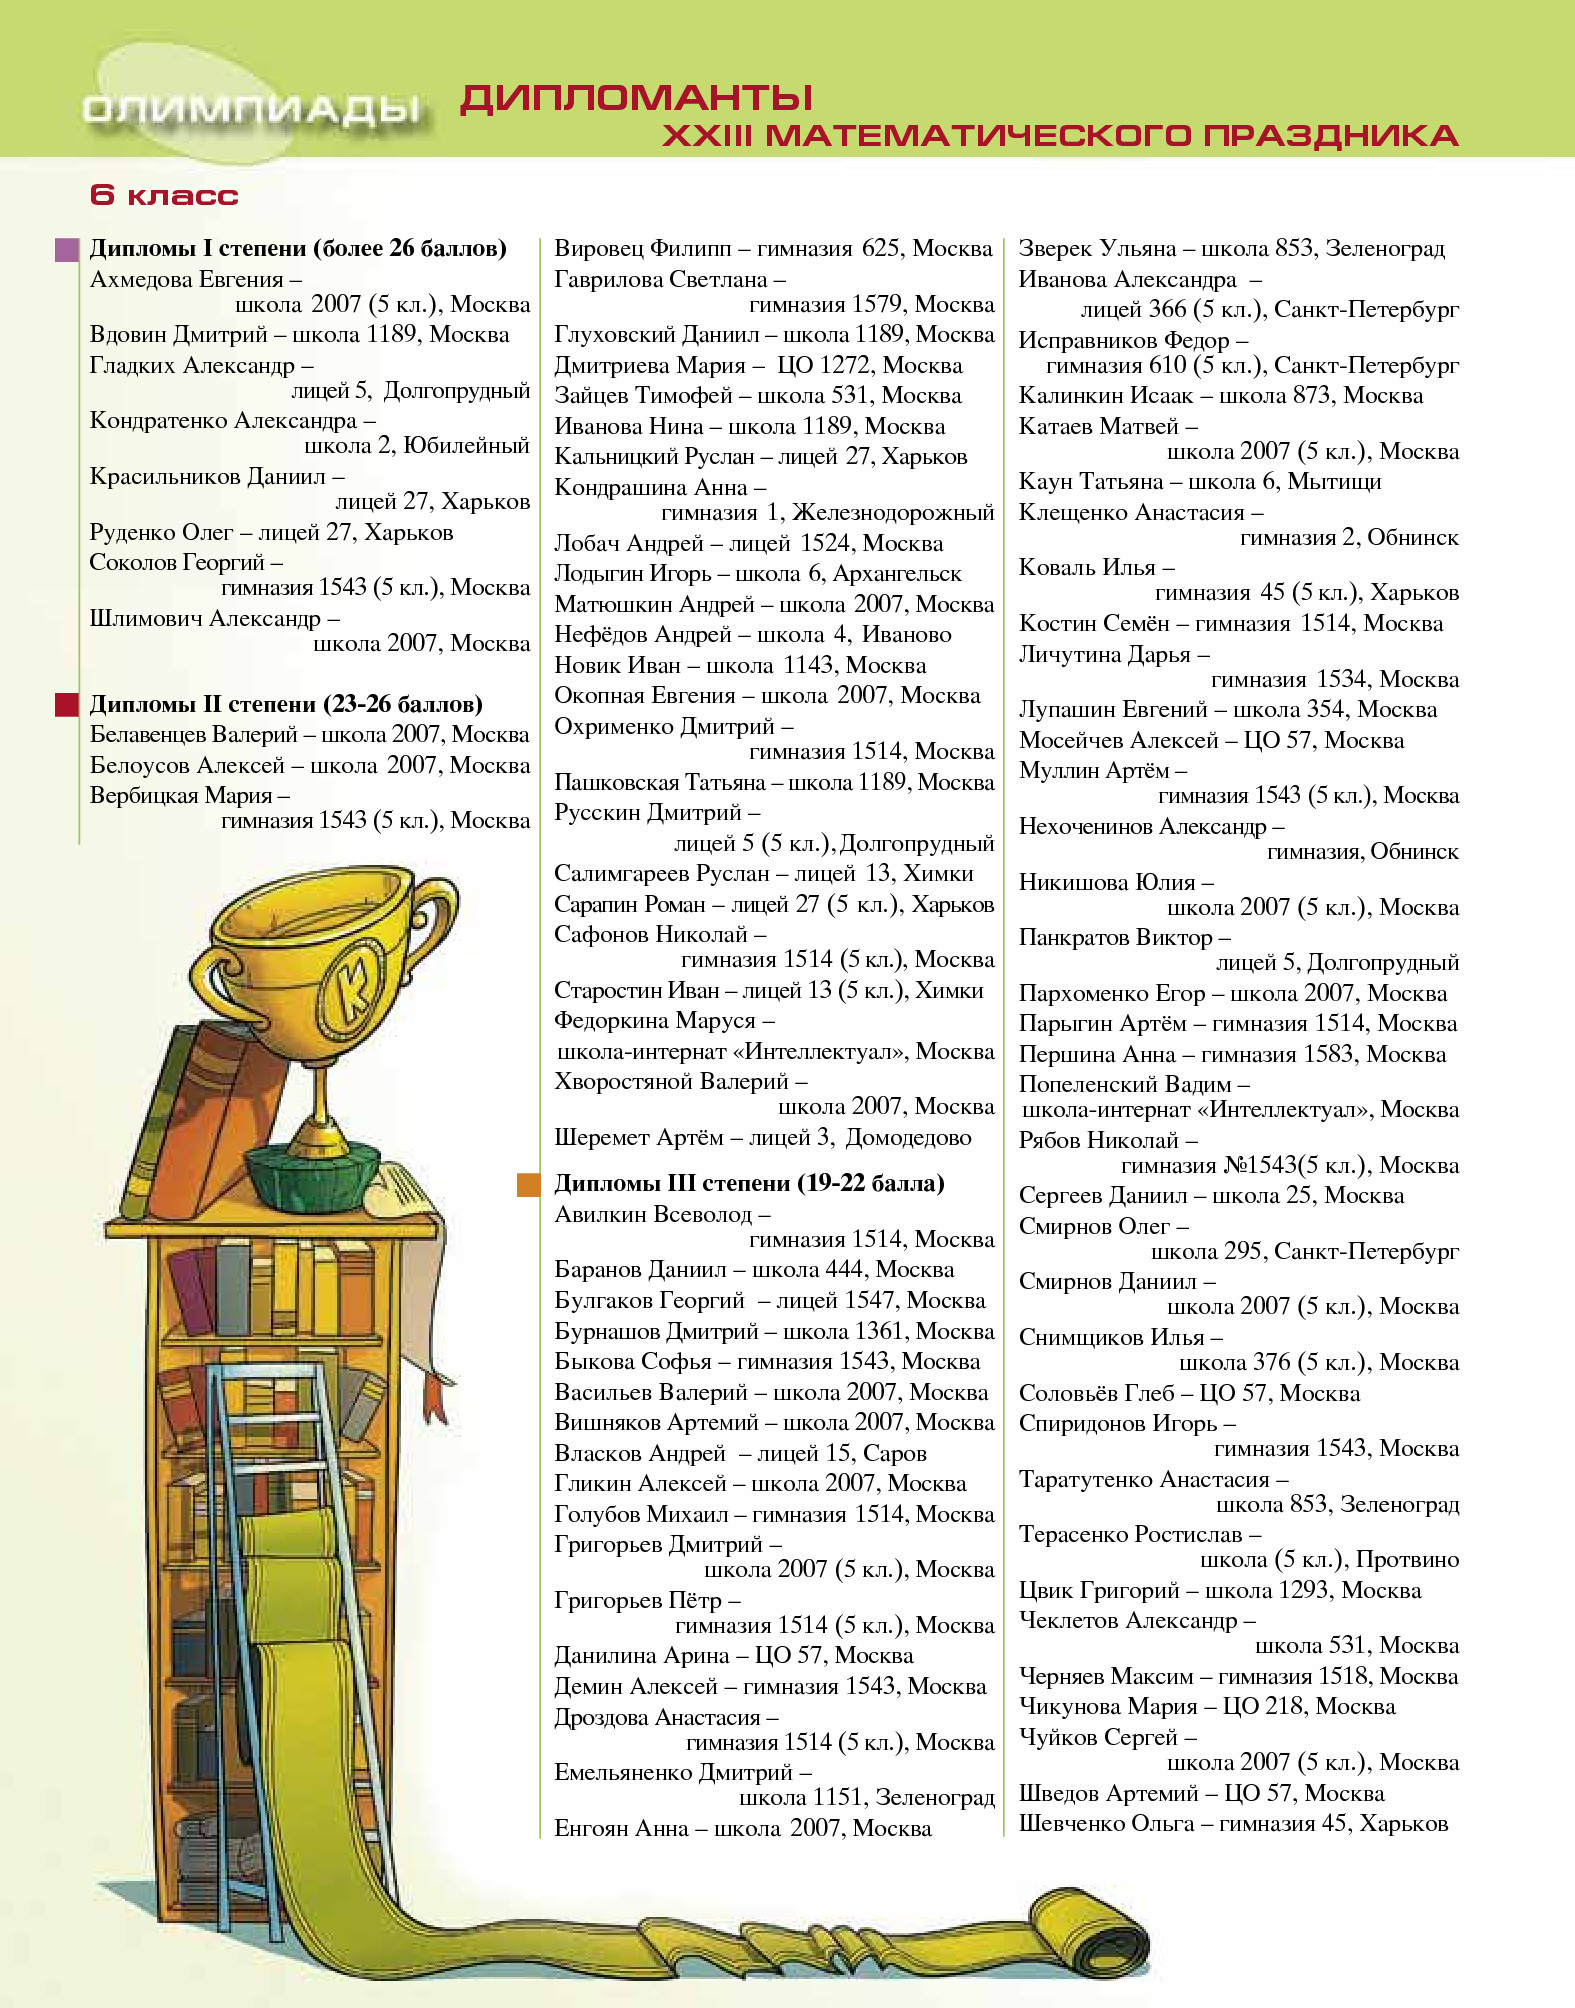 ОЛИМПИАДЫ
ДИПЛОМАНТЫ
XXIII МАТЕМАТИЧЕСКОГО ПРАЗДНИКА
6 класс
Дипломы I степени (более 26 баллов)
Ахмедова Евгения –
школа 2007 (5 кл.), Москва
Вдовин Дмитрий – школа 1189, Москва
Гладких Александр –
лицей 5, Долгопрудный
Кондратенко Александра –
школа 2, Юбилейный
Красильников Даниил –
лицей 27, Харьков
Руденко Олег – лицей 27, Харьков
Соколов Георгий –
гимназия 1543 (5 кл.), Москва
Шлимович Александр –
школа 2007, Москва
Дипломы II степени (23-26 баллов)
Белавенцев Валерий – школа 2007, Москва
Белоусов Алексей – школа 2007, Москва
Вербицкая Мария –
гимназия 1543 (5 кл.), Москва
Вировец Филипп – гимназия 625, Москва
Гаврилова Светлана –
гимназия 1579, Москва
Глуховский Даниил – школа 1189, Москва
Дмитриева Мария – ЦО 1272, Москва
Зайцев Тимофей – школа 531, Москва
Иванова Нина – школа 1189, Москва
Кальницкий Руслан – лицей 27, Харьков
Кондрашина Анна –
гимназия 1, Железнодорожный
Лобач Андрей – лицей 1524, Москва
Лодыгин Игорь – школа 6, Архангельск
Матюшкин Андрей – школа 2007, Москва
Нефёдов Андрей – школа 4, Иваново
Новик Иван – школа 1143, Москва
Окопная Евгения – школа 2007, Москва
Охрименко Дмитрий –
гимназия 1514, Москва
Пашковская Татьяна – школа 1189, Москва
Русскин Дмитрий –
лицей 5 (5 кл.), Долгопрудный
Салимгареев Руслан – лицей 13, Химки
Сарапин Роман – лицей 27 (5 кл.), Харьков
Сафонов Николай –
гимназия 1514 (5 кл.), Москва
Старостин Иван – лицей 13 (5 кл.), Химки
Федоркина Маруся –
школа-интернат «Интеллектуал», Москва
Хворостяной Валерий –
школа 2007, Москва
Шеремет Артём – лицей 3, Домодедово
Дипломы III степени (19-22 балла)
Авилкин Всеволод –
гимназия 1514, Москва
Баранов Даниил – школа 444, Москва
Булгаков Георгий – лицей 1547, Москва
Бурнашов Дмитрий – школа 1361, Москва
Быкова Софья – гимназия 1543, Москва
Васильев Валерий – школа 2007, Москва
Вишняков Артемий – школа 2007, Москва
Власков Андрей – лицей 15, Саров
Гликин Алексей – школа 2007, Москва
Голубов Михаил – гимназия 1514, Москва
Григорьев Дмитрий –
школа 2007 (5 кл.), Москва
Григорьев Пётр –
гимназия 1514 (5 кл.), Москва
Данилина Арина – ЦО 57, Москва
Демин Алексей – гимназия 1543, Москва
Дроздова Анастасия –
гимназия 1514 (5 кл.), Москва
Емельяненко Дмитрий –
школа 1151, Зеленоград
Енгоян Анна – школа 2007, Москва
Зверек Ульяна – школа 853, Зеленоград
Иванова Александра –
лицей 366 (5 кл.), Санкт-Петербург
Исправников Федор –
гимназия 610 (5 кл.), Санкт-Петербург
Калинкин Исаак – школа 873, Москва
Катаев Матвей –
школа 2007 (5 кл.), Москва
Каун Татьяна – школа 6, Мытищи
Клещенко Анастасия –
гимназия 2, Обнинск
Коваль Илья –
гимназия 45 (5 кл.), Харьков
Костин Семён – гимназия 1514, Москва
Личутина Дарья –
гимназия 1534, Москва
Лупашин Евгений – школа 354, Москва
Мосейчев Алексей – ЦО 57, Москва
Муллин Артём –
гимназия 1543 (5 кл.), Москва
Нехоченинов Александр –
гимназия, Обнинск
Никишова Юлия –
школа 2007 (5 кл.), Москва
Панкратов Виктор –
лицей 5, Долгопрудный
Пархоменко Егор – школа 2007, Москва
Парыгин Артём – гимназия 1514, Москва
Першина Анна – гимназия 1583, Москва
Попеленский Вадим –
школа-интернат «Интеллектуал», Москва
Рябов Николай –
гимназия №1543(5 кл.), Москва
Сергеев Даниил – школа 25, Москва
Смирнов Олег –
школа 295, Санкт-Петербург
Смирнов Даниил –
школа 2007 (5 кл.), Москва
Снимщиков Илья –
школа 376 (5 кл.), Москва
Соловьёв Глеб – ЦО 57, Москва
Спиридонов Игорь –
гимназия 1543, Москва
Таратутенко Анастасия –
школа 853, Зеленоград
Терасенко Ростислав –
школа (5 кл.), Протвино
Цвик Григорий – школа 1293, Москва
Чеклетов Александр –
школа 531, Москва
Черняев Максим – гимназия 1518, Москва
Чикунова Мария – ЦО 218, Москва
Чуйков Сергей –
школа 2007 (5 кл.), Москва
Шведов Артемий – ЦО 57, Москва
Шевченко Ольга – гимназия 45, Харьков
К